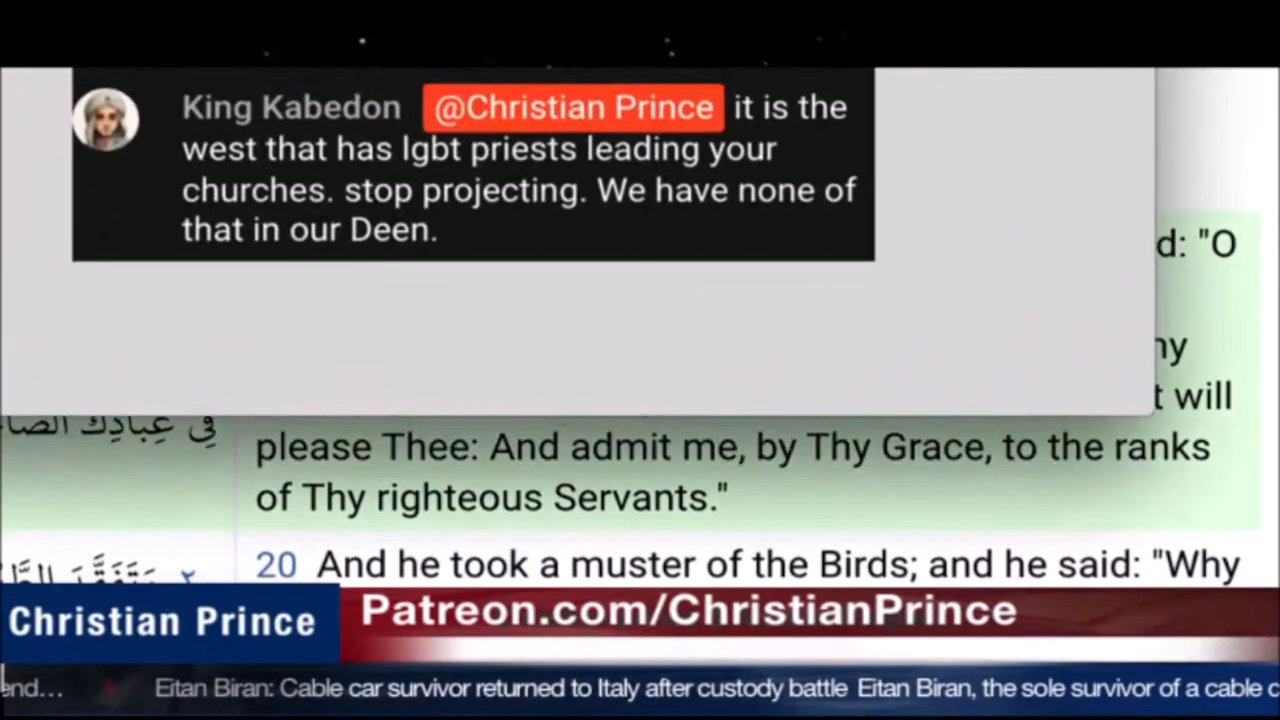 King Kabedon @Christian Prince it is the
west that has lgbt priests leading your
churches. stop projecting. We have none of
that in our Deen.
d: "O
hy
t will
في عبادك
please Thee: And admit me, by Thy Grace, to the ranks
of Thy righteous Servants."
20 And he took a muster of the Birds; and he said: "Why
Christian Prince
Patreon.com/ChristianPrince
end... Eitan Biran: Cable car survivor returned to Italy after custody battle Eitan Biran, the sole survivor of a cable c